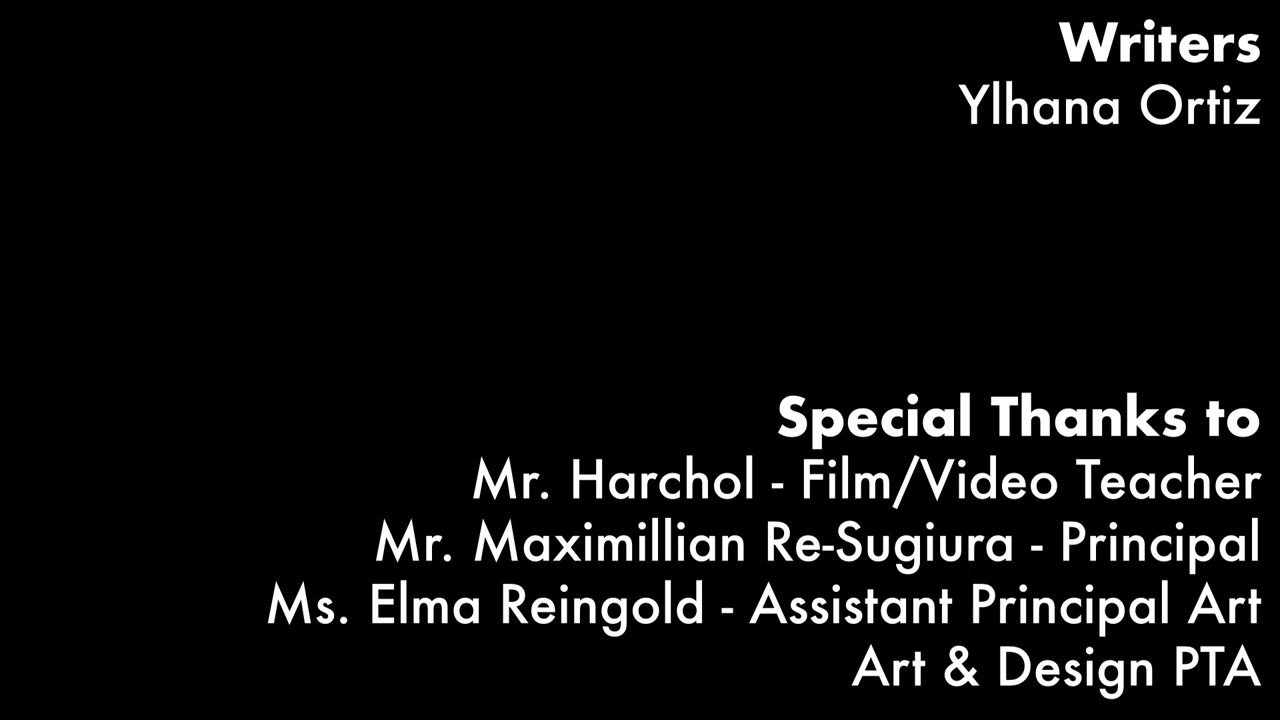 Writers
Ylhana Ortiz
Special Thanks to
Mr. Harchol - Film/Video Teacher
Mr. Maximillian Re-Sugiura - Principal
Ms. Elma Reingold - Assistant Principal Art
Art & Design PTA